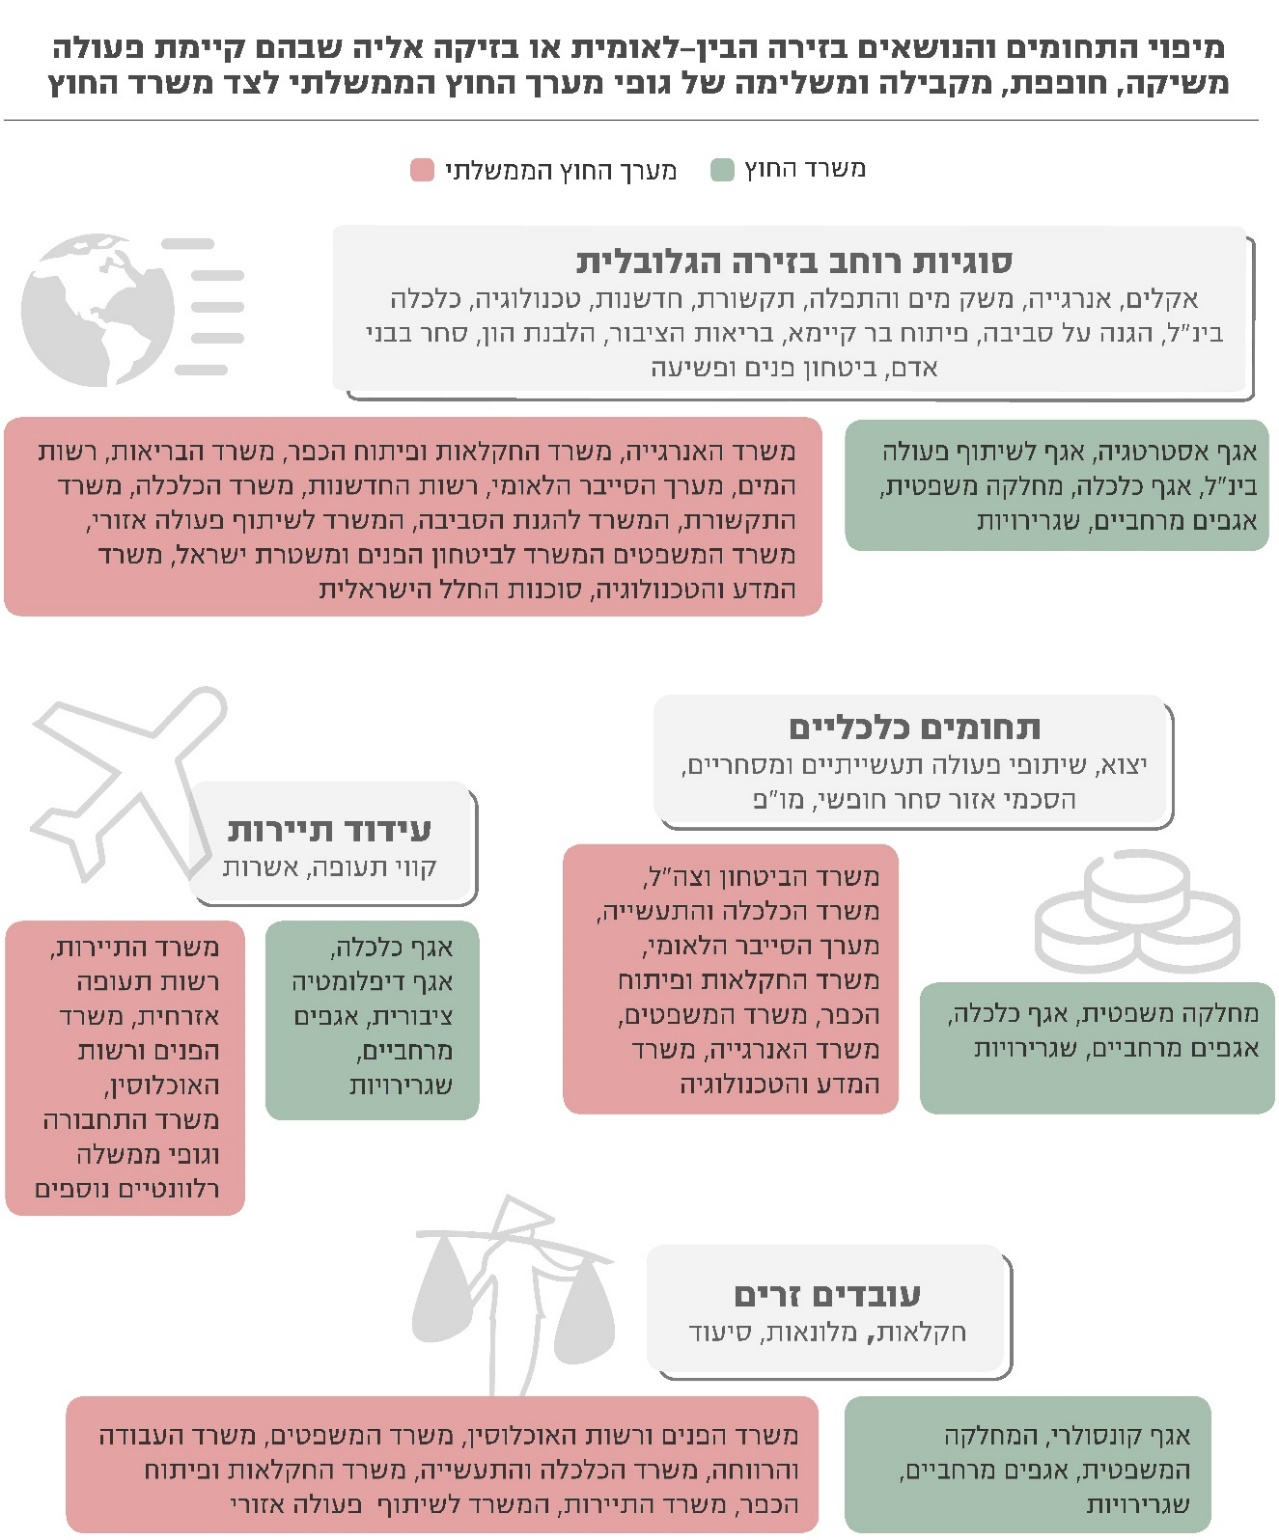 מיפוי התחומים והנושאים בזירה הבין-לאומית או בזיקה אליה שבהם קיימת פעולה
משיקה, חופפת, מקבילה ומשלימה של גופי מערך החוץ הממשלתי לצד משרד החוץ
משרד החוץ
מערך החוץ הממשלתי
סוגיות רוחב בזירה הגלובלית
אקלים, אנרגייה, משק מים והתפלה, תקשורת, חדשנות, טכנולוגיה, כלכלה
בינ"ל, הגנה על סביבה, פיתוח בר קיימא, בריאות הציבור, הלבנת הון, סחר בבני
אדם, ביטחון פנים ופשיעה
אגף אסטרטגיה, אגף לשיתוף פעולה
בינ"ל, אגף כלכלה, מחלקה משפטית,
אגפים מרחביים, שגרירויות
משרד האנרגייה, משרד החקלאות ופיתוח הכפר, משרד הבריאות, רשות
המים, מערך הסייבר הלאומי, רשות החדשנות, משרד הכלכלה, משרד
התקשורת, המשרד להגנת הסביבה, המשרד לשיתוף פעולה אזורי,
משרד המשפטים המשרד לביטחון הפנים ומשטרת ישראל, משרד
המדע והטכנולוגיה, סוכנות החלל הישראלית
תחומים כלכליים
יצוא, שיתופי פעולה תעשייתיים ומסחריים,
הסכמי אזור סחר חופשי, מו"פ
מחלקה משפטית, אגף כלכלה,
אגפים מרחביים, שגרירויות
משרד הביטחון וצה"ל,
משרד הכלכלה והתעשייה,
מערך הסייבר הלאומי,
משרד החקלאות ופיתוח
הכפר, משרד המשפטים,
משרד האנרגייה, משרד
המדע והטכנולוגיה
עידוד תיירות
קווי תעופה, אשרות
אגף כלכלה,
אגף דיפלומטיה
ציבורית, אגפים
מרחביים,
שגרירויות
משרד התיירות,
רשות תעופה
אזרחית, משרד
הפנים ורשות
האוכלוסין,
משרד התחבורה
וגופי ממשלה
רלוונטיים נוספים
עובדים זרים
חקלאות, מלונאות, סיעוד
אגף קונסולרי, המחלקה
המשפטית, אגפים מרחביים,
שגרירויות
משרד הפנים ורשות האוכלוסין, משרד המשפטים, משרד העבודה
והרווחה, משרד הכלכלה והתעשייה, משרד החקלאות ופיתוח
הכפר, משרד התיירות, המשרד לשיתוף פעולה אזורי